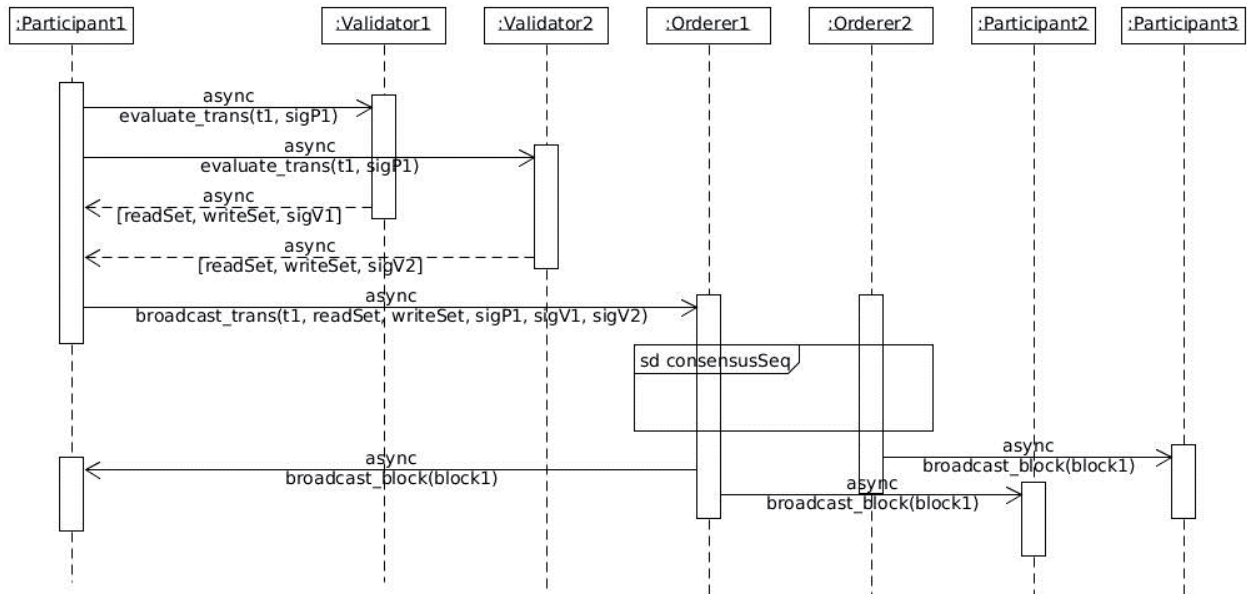 :Participant1
:Validator1
:Validator2
:Orderer1
:Orderer2
:Participant2
:Participant3
async
evaluate_trans(t1, sigP1)
async
evaluate_trans(t1, sigP1)
async
[readSet, writeSet, sigV1]
async
[readSet, writeSet, sigV2]
async
broadcast_trans(t1, readSet, writeSet, sigP1, sigV1, sigV2)
sd consensusSeq
async
broadcast_block(block1)
async
broadcast_block(block1)
async
broadcast_block(block1)